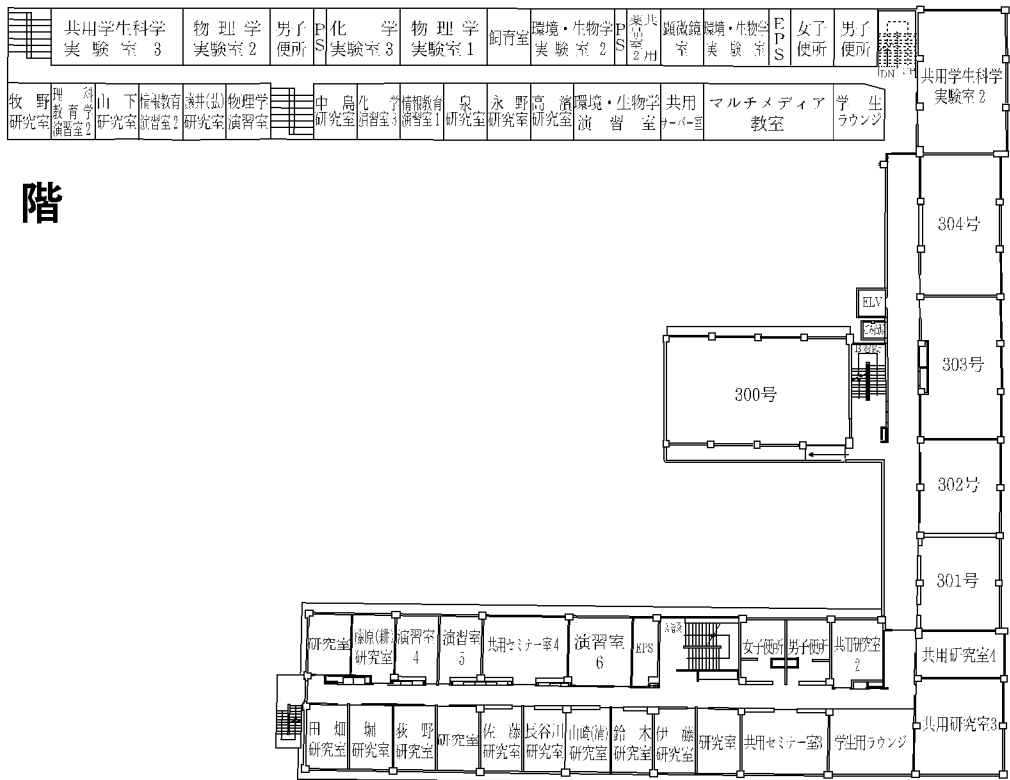 共用学生科学
実験室 3
物理学
実験室2
男子
便所
PS
化学
実験室3
物理学
実験室1
飼育室
環境・生物学
実験室 2
PS
薬品室2
共用
顕微鏡
室
環境・生物学
実験室
EPS
女子
便所
男子
便所
DN
共用学生科学
実験室 2
牧野
研究室
理科
教育学
演習室2
山下
研究室
情報教育
演習室2
藤井(弘)
研究室
物理学
演習室
中島
研究室
化学
演習室3
情報教育
演習室1
泉
研究室
永野
研究室
高濱
研究室
環境・生物学
演習室
共用
サーバー室
マルチメディア
教室
学生
ラウンジ
階
304号
ELV
303号
300号
302号
301号
研究室
藤原(耕)
研究室
演習室
4
演習室
5
共用セミナー室4
演習室
6
EPS
女子便所
男子便所
共用研究室
2
共用研究室4
田畑
研究室
堀
研究室
荻野
研究室
研究室
佐藤
研究室
長谷川
研究室
山崎(清)
研究室
鈴木
研究室
伊藤
研究室
研究室
共用セミナー室3
学生用ラウンジ
共用研究室3